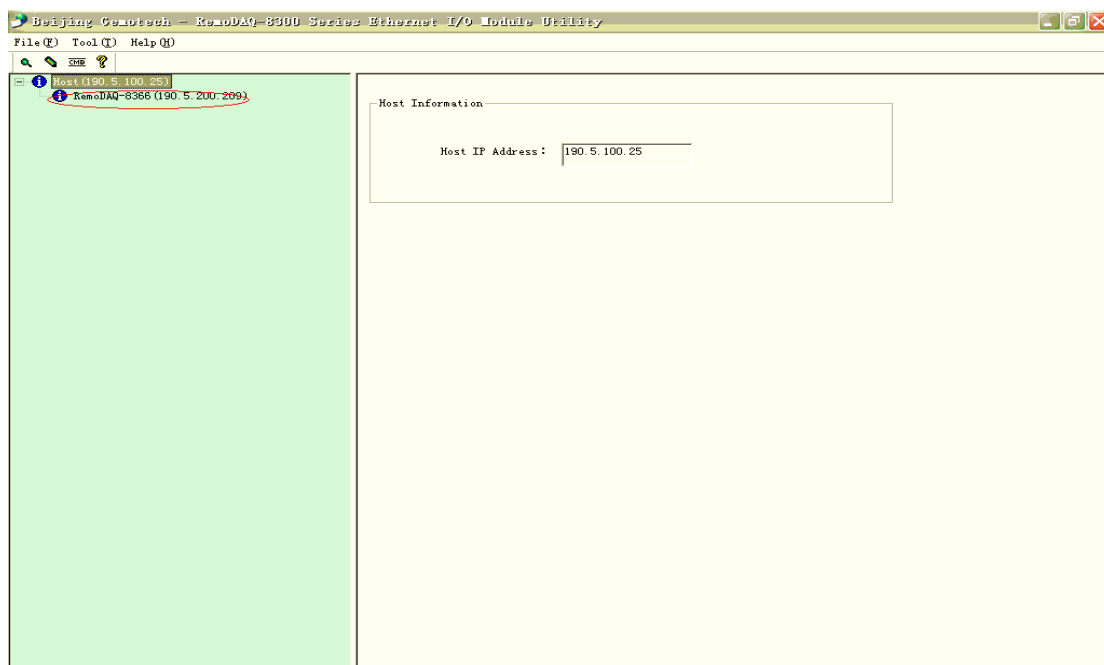 Beijing Gemotech - RemoDAQ-8300 Series Ethernet I/O Module Utility
File(F) Tool(T) Help(H)
CMD ?
Host(190.5.100.25)
RemoDAQ-8366(190.5.200.209)
Host Information
Host IP Address: 190.5.100.25